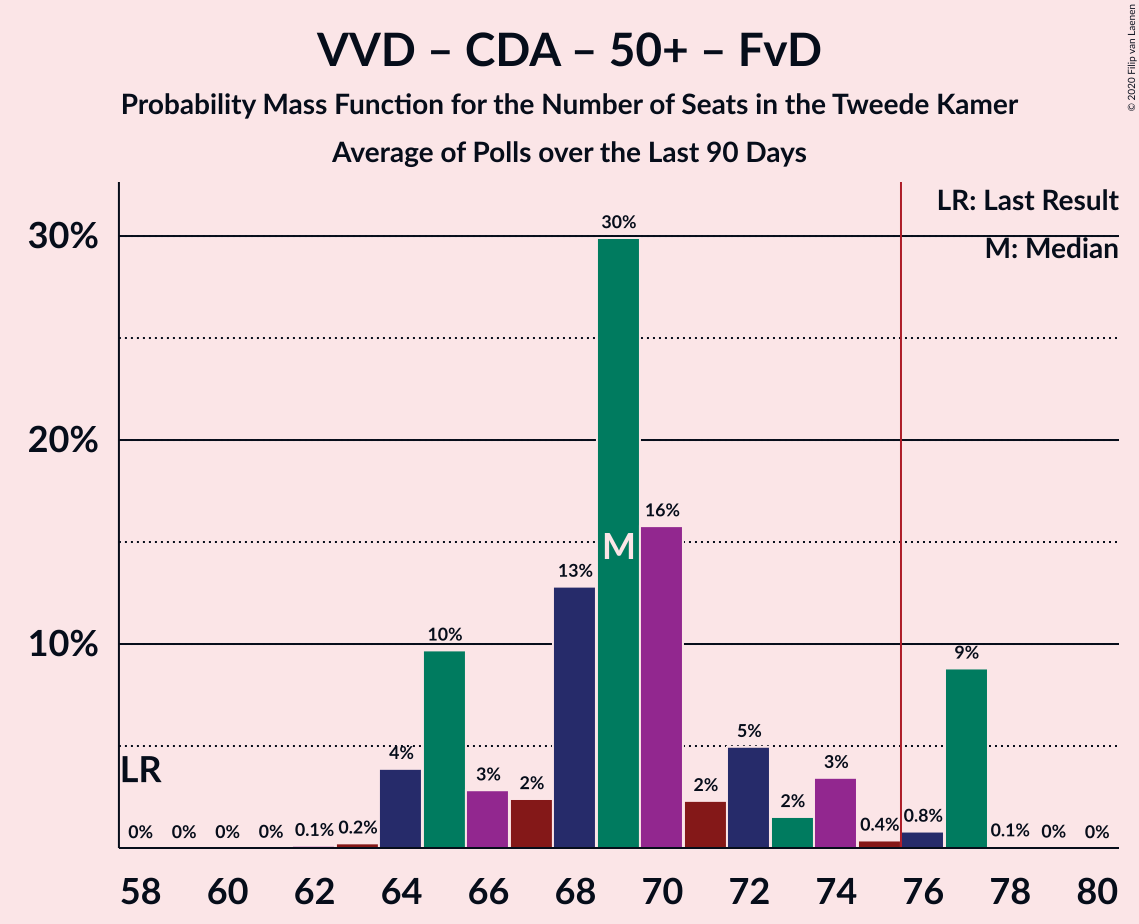 VVD – CDA – 50+ – FvD
Probability Mass Function for the Number of Seats in the Tweede Kamer
Average of Polls over the Last 90 Days
© 2020 Filip van Laenen
LR: Last Result
M: Median
30%
20%
10%
LR
M
0%
0%
0%
0%
0.1%
0.2%
4%
10%
3%
2%
13%
30%
16%
2%
5%
2%
3%
0.4%
0.8%
9%
0.1%
0%
0%
58 60 62 64 66 68 70 72 74 76 78 80